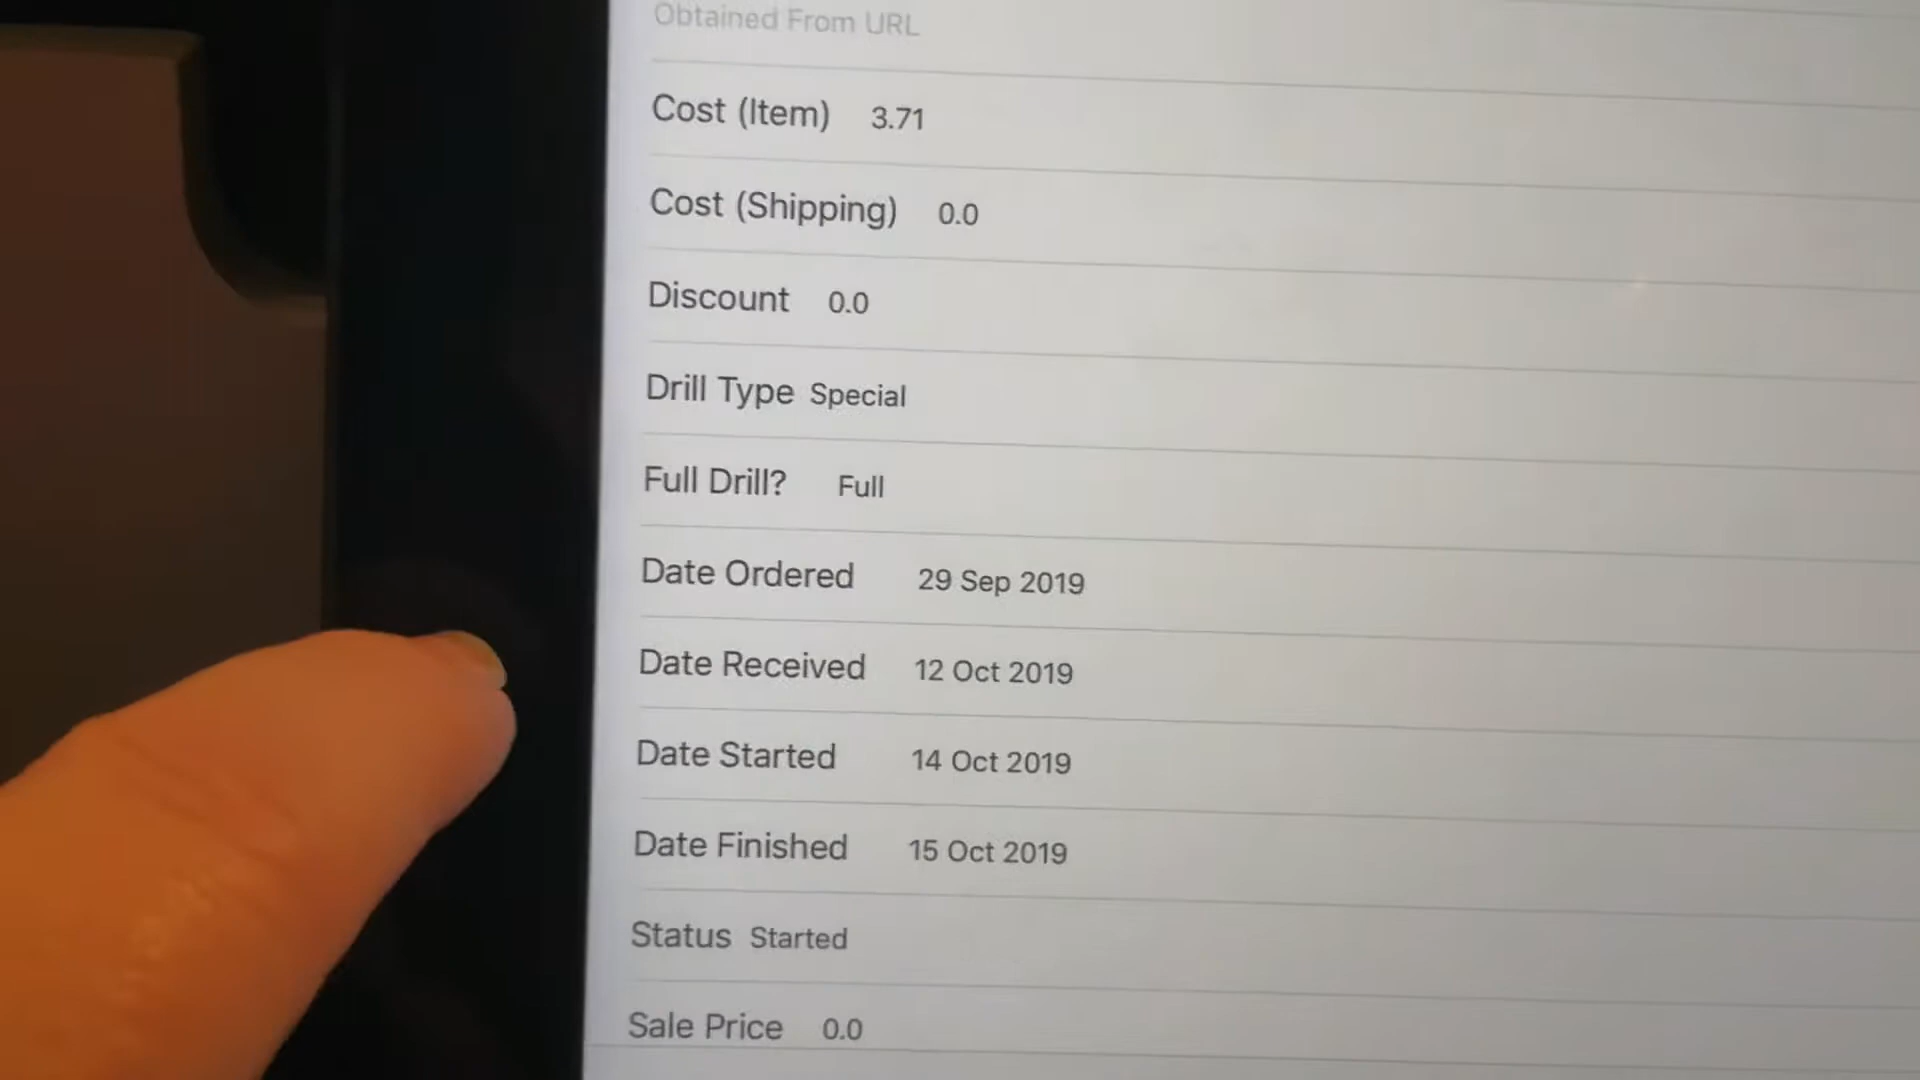 Obtained From URL
Cost (Item) 3.71
Cost (Shipping) 0.0
Discount 0.0
Drill Type Special
Full Drill? Full
Date Ordered 29 Sep 2019
Date Received 12 Oct 2019
Date Started 14 Oct 2019
Date Finished 15 Oct 2019
Status Started
Sale Price 0.0